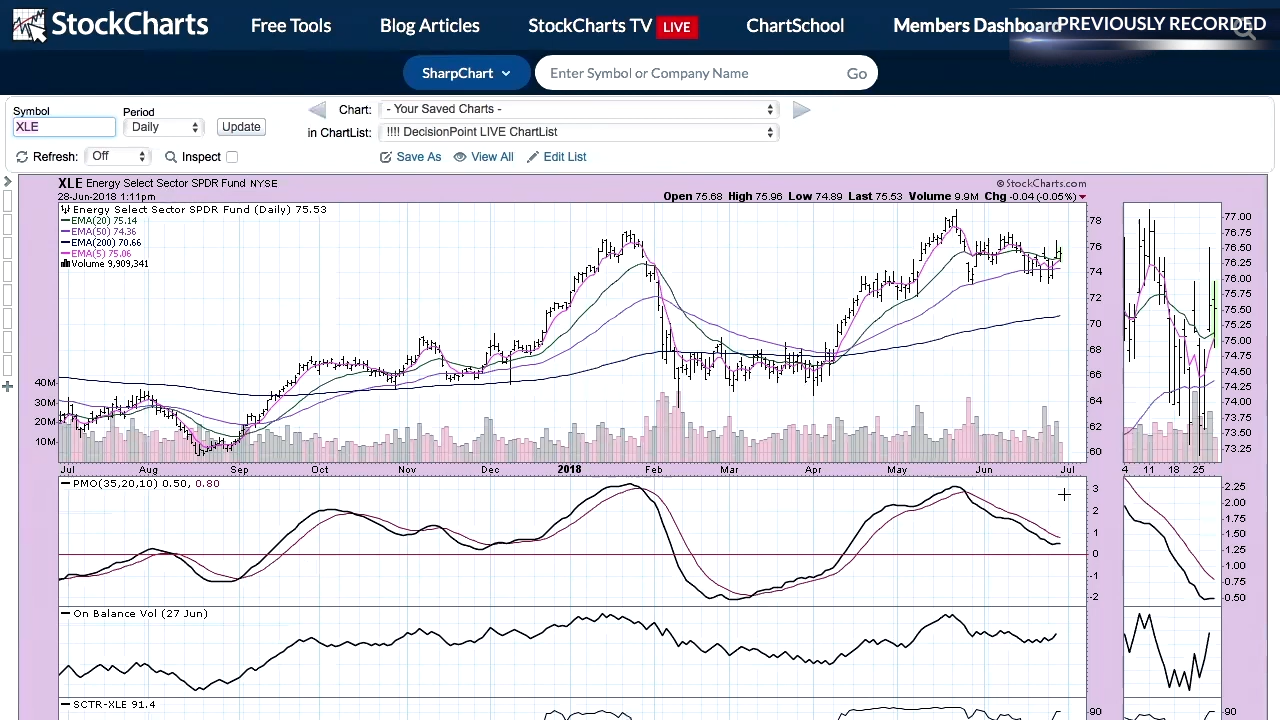 StockCharts Free Tools Blog Articles StockCharts TV LIVE ChartSchool Members Dashboard PREVIOUSLY RECORDED
SharpChart Enter Symbol or Company Name Go
Symbol Period Chart: - Your Saved Charts -
XLE Daily Update in ChartList: !!!! DecisionPoint LIVE ChartList
Refresh: Off Inspect Save As View All Edit List
XLE Energy Select Sector SPDR Fund NYSE © StockCharts.com
28-Jun-2018 1:11pm Open 75.68 High 75.96 Low 74.89 Last 75.53 Volume 9.9M Chg -0.04 (-0.05%)
Energy Select Sector SPDR Fund (Daily) 75.53
EMA(20) 75.14
EMA(50) 74.36
EMA(200) 70.66
EMA(5) 75.06
Volume 9,909,341
78
76
74
72
70
68
66
64
62
60
40M
30M
20M
10M
77.00
76.75
76.50
76.25
76.00
75.75
75.50
75.25
75.00
74.75
74.50
74.25
74.00
73.75
73.50
73.25
Jul Aug Sep Oct Nov Dec 2018 Feb Mar Apr May Jun Jul 4 11 18 25
PMO(35,20,10) 0.50, 0.80
3
2
1
0
-1
-2
2.25
2.00
1.75
1.50
1.25
1.00
0.75
0.50
On Balance Vol (27 Jun)
SCTR-XLE 91.4
90 90